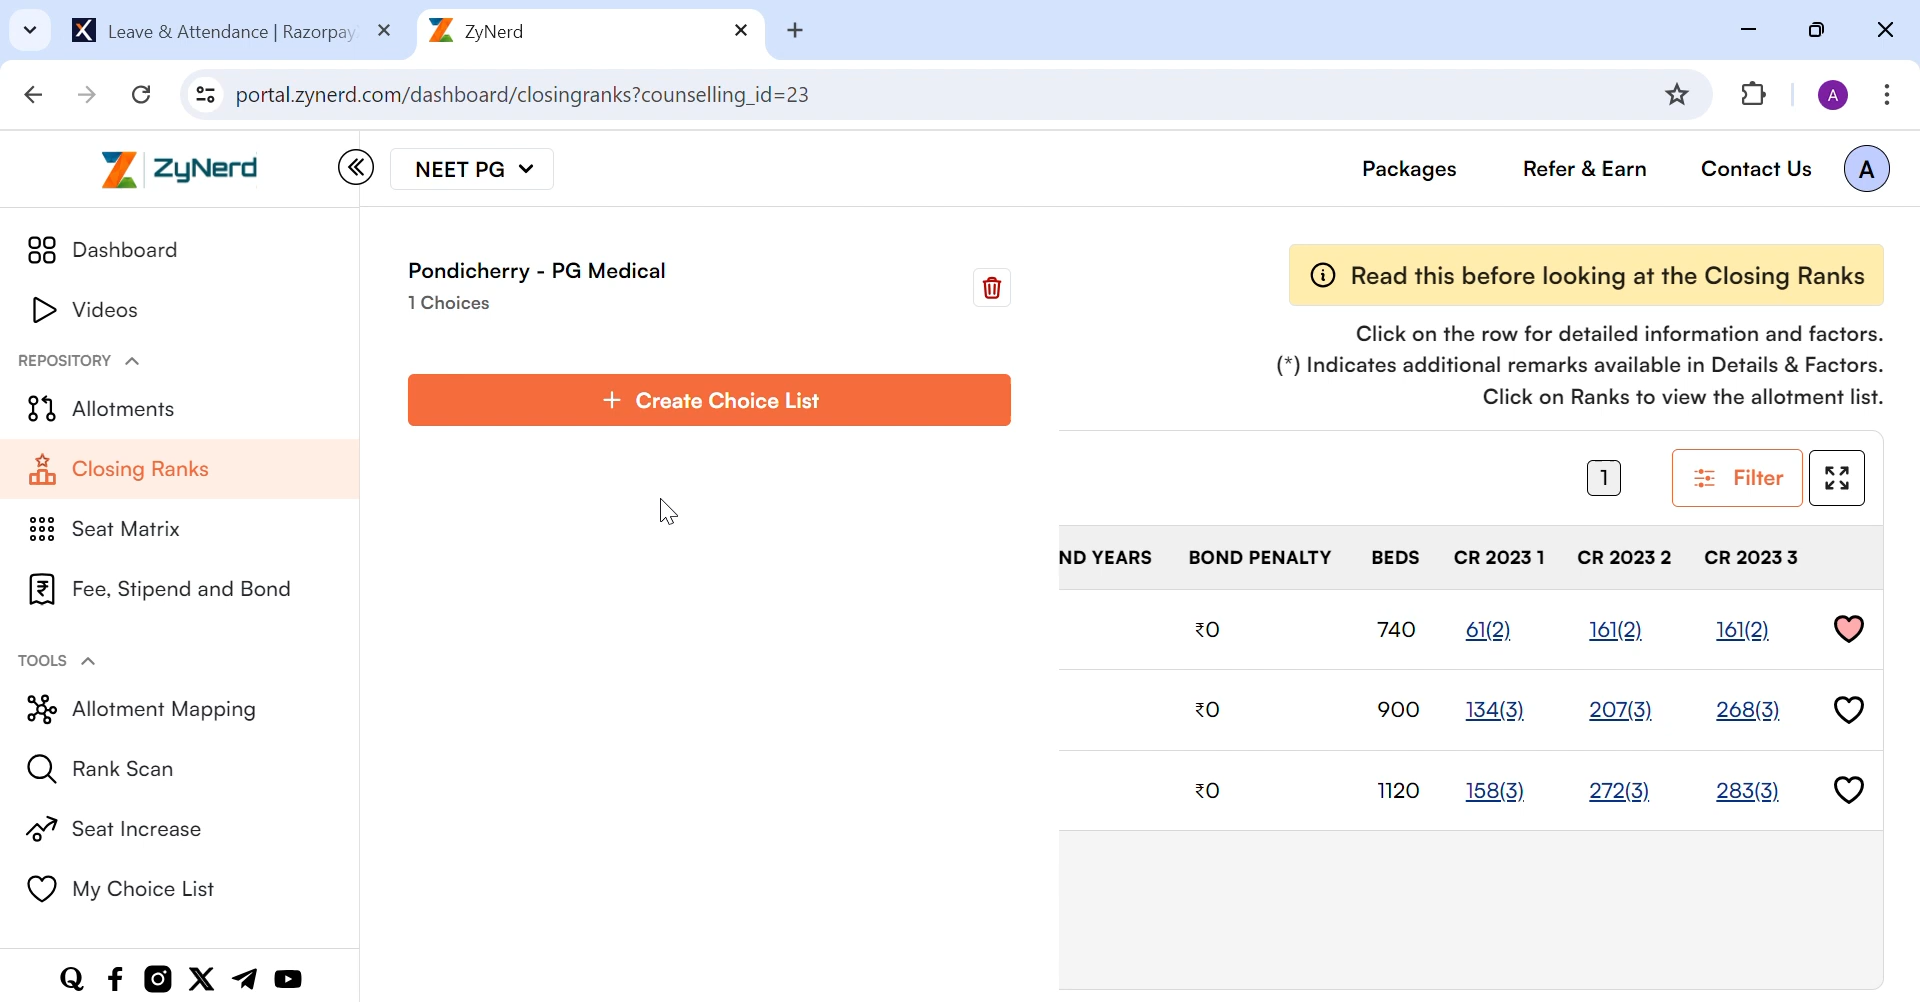 Leave & Attendance | Razorpay
ZyNerd
portal.zynerd.com/dashboard/closingranks?counselling_id=23
A
ZyNerd
NEET PG
Packages
Refer & Earn
Contact Us
A
Dashboard
Videos
REPOSITORY
Allotments
Closing Ranks
Seat Matrix
Fee, Stipend and Bond
TOOLS
Allotment Mapping
Rank Scan
Seat Increase
My Choice List
Pondicherry - PG Medical
1 Choices
+ Create Choice List
Read this before looking at the Closing Ranks
Click on the row for detailed information and factors.
(*) Indicates additional remarks available in Details & Factors.
Click on Ranks to view the allotment list.
1
Filter
ND YEARS BOND PENALTY BEDS CR 2023 1 CR 2023 2 CR 2023 3
₹0 740 61(2) 161(2) 161(2)
₹0 900 134(3) 207(3) 268(3)
₹0 1120 158(3) 272(3) 283(3)